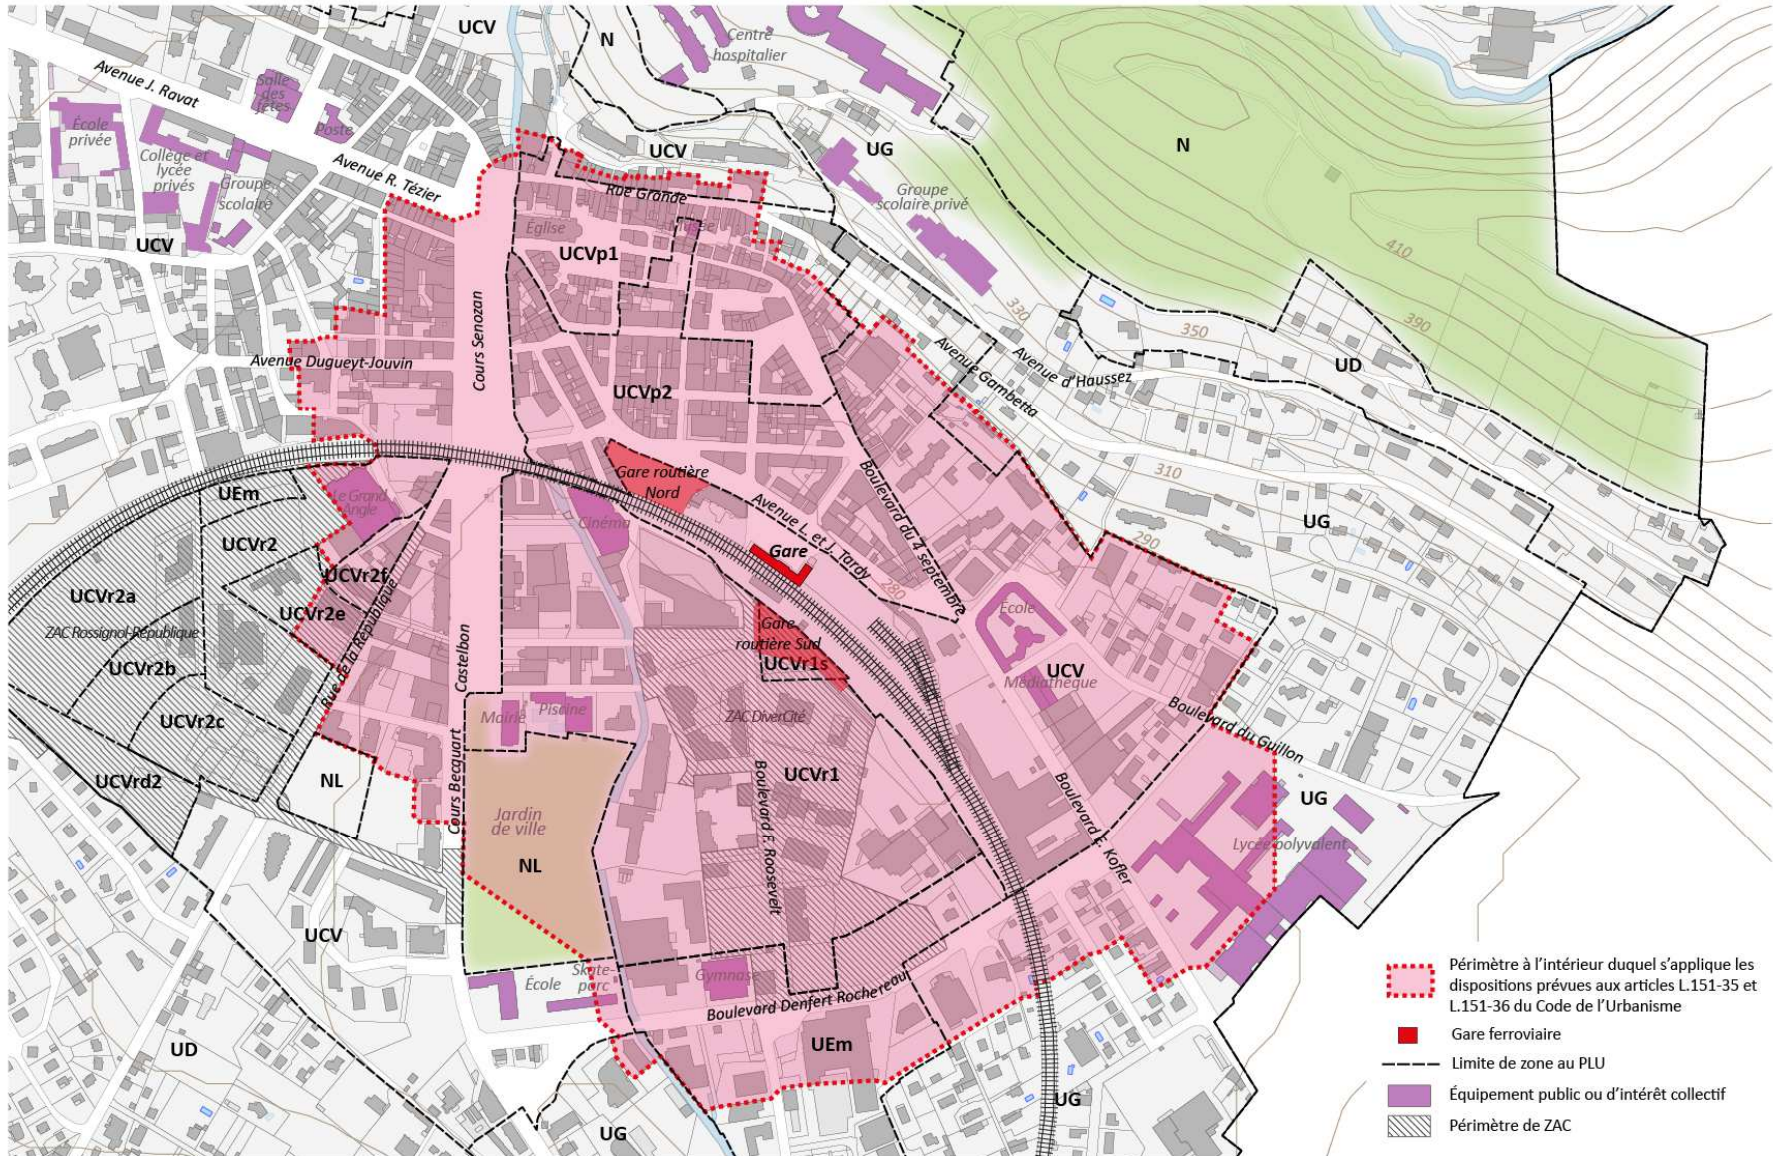 UCV
N
Centre
hospitalier
Avenue J. Ravat
Salle
des
fêtes
Poste
École
privée
Collège et
lycée
privés
Groupe
scolaire
Avenue R. Tézier
UCV
UCV
UG
N
Rue Grande
Groupe
scolaire privé
Église
Musée
UCVp1
Cours Senozan
410
330
350
390
Avenue Dugueyt-Jouvin
Avenue Gambetta
Avenue d'Haussez
UD
UCVp2
310
Gare routière
Nord
Boulevard du 4 septembre
UEm
Le Grand
Angle
Cinéma
Avenue L. et J. Tardy
UG
290
UCVr2
Gare
280
UCVr2f
UCVr2a
UCVr2e
École
Gare
routière Sud
UCVr1s
ZAC Rossignol-République
Rue de la République
UCVr2b
Castelbon
UCV
Médiathèque
UCVr2c
Mairie
Piscine
ZAC DiverCité
Boulevard du Guillon
UCVrd2
NL
Cours Becquart
UCVr1
Boulevard F. Roosevelt
Jardin
de ville
Boulevard E. Kofler
UG
Lycée polyvalent
NL
UCV
École
Skate-
parc
Gymnase
Boulevard Denfert Rochereau
UD
UEm
UG
UG
Périmètre à l'intérieur duquel s'applique les
dispositions prévues aux articles L.151-35 et
L.151-36 du Code de l'Urbanisme
Gare ferroviaire
Limite de zone au PLU
Équipement public ou d'intérêt collectif
Périmètre de ZAC